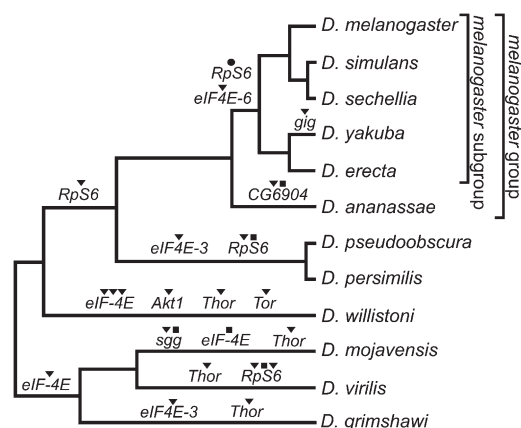 D. melanogaster
D. simulans
RpS6
eIF4E-6
D. sechellia
gig
D. yakuba
D. erecta
RpS6
CG6904
D. ananassae
melanogaster subgroup
melanogaster group
D. pseudoobscura
eIF4E-3 RpS6
D. persimilis
eIF-4E Akt1 Thor Tor
D. willistoni
sgg eIF-4E Thor
D. mojavensis
eIF-4E
Thor RpS6
D. virilis
eIF4E-3 Thor
D. grimshawi